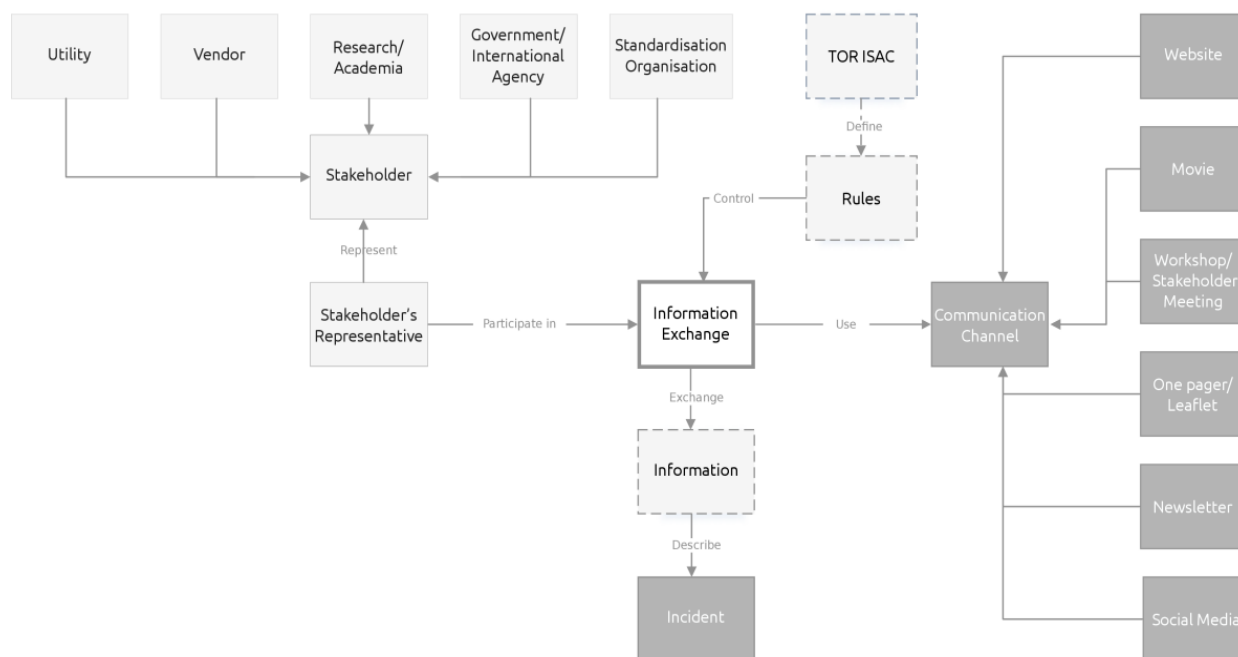 Utility
Vendor
Research/
Academia
Government/
International
Agency
Standardisation
Organisation
TOR ISAC
Website
Define
Stakeholder
Movie
Control
Rules
Represent
Workshop/
Stakeholder
Meeting
Stakeholder's
Representative
Participate in
Information
Exchange
Use
Communication
Channel
Exchange
One pager/
Leaflet
Information
Newsletter
Describe
Incident
Social Media